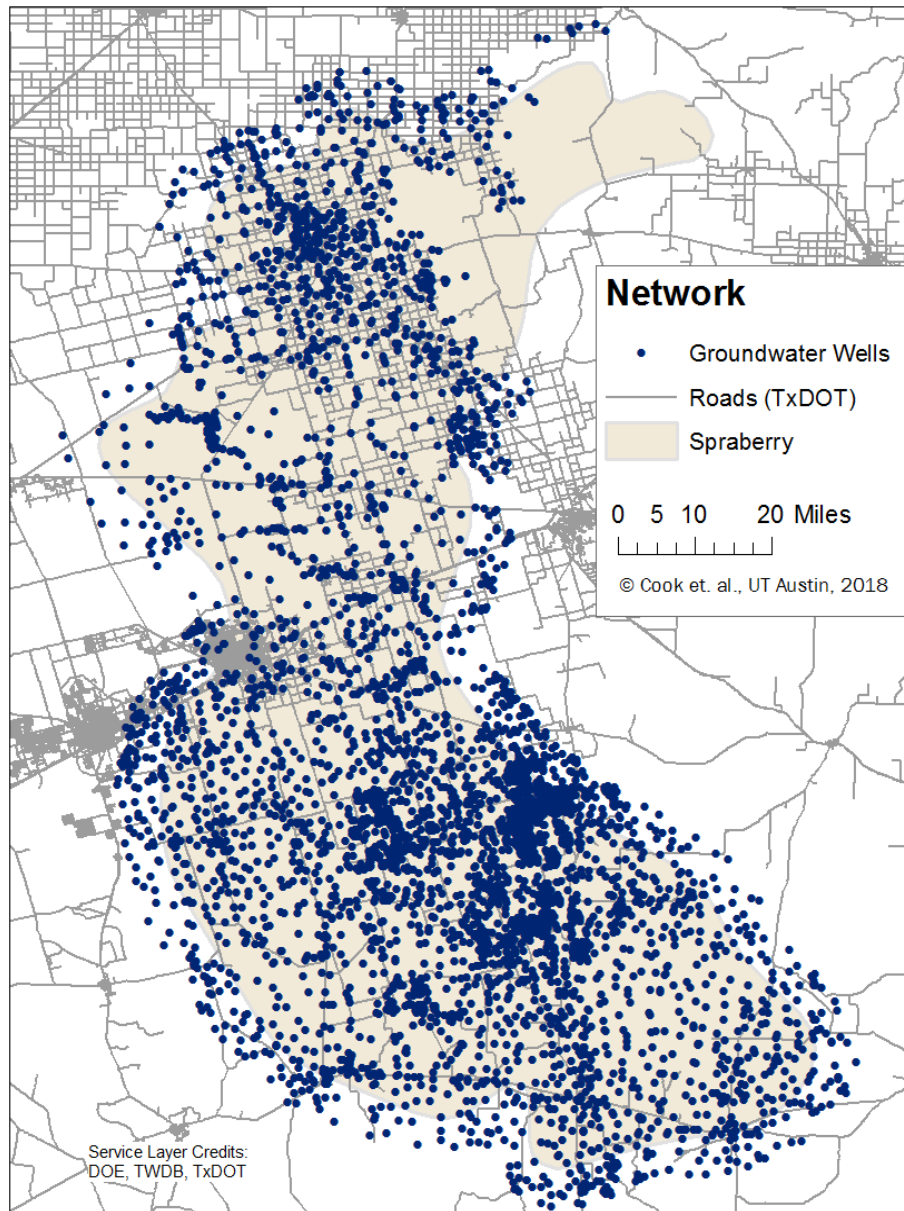 Network
Groundwater Wells
Roads (TxDOT)
Spraberry
0 5 10 20 Miles
© Cook et. al., UT Austin, 2018
Service Layer Credits:
DOE, TWDB, TxDOT